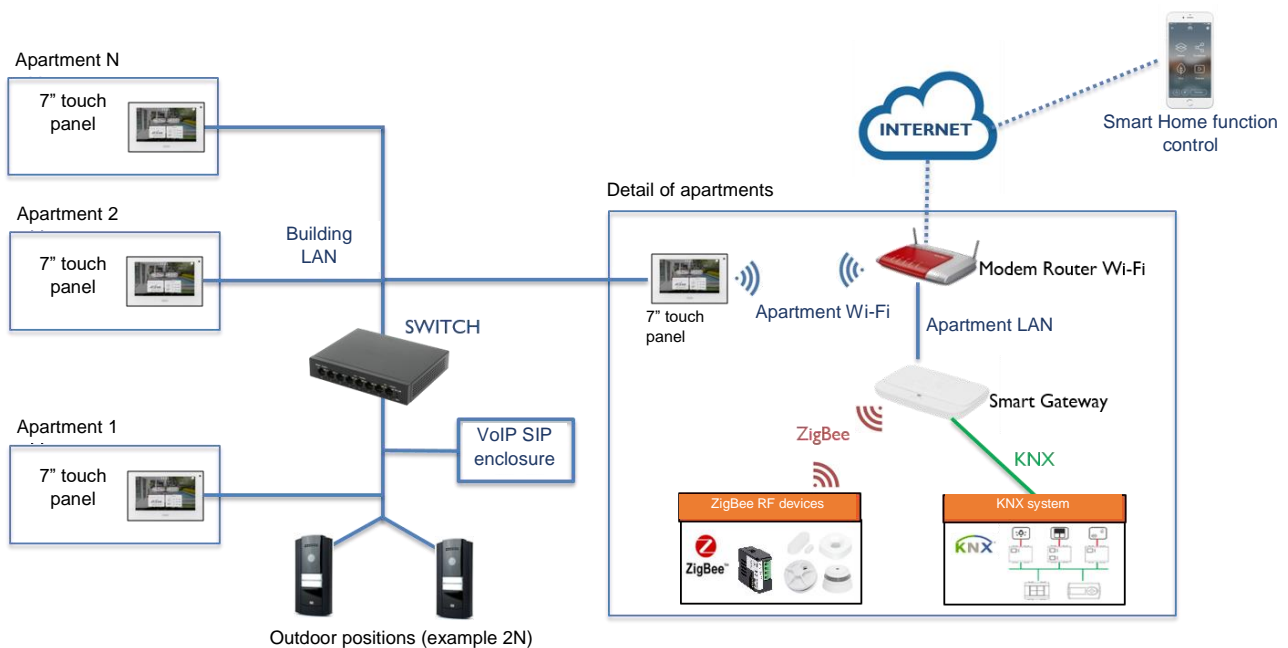 Apartment N
7” touch
panel
Apartment 2
7” touch
panel
Building
LAN
SWITCH
Apartment 1
7” touch
panel
VoIP SIP
enclosure
Outdoor positions (example 2N)
INTERNET
Smart Home function
control
Detail of apartments
7” touch
panel
Apartment Wi-Fi
Modem Router Wi-Fi
Apartment LAN
Smart Gateway
ZigBee
KNX
ZigBee RF devices
ZigBee™
KNX system
KNX